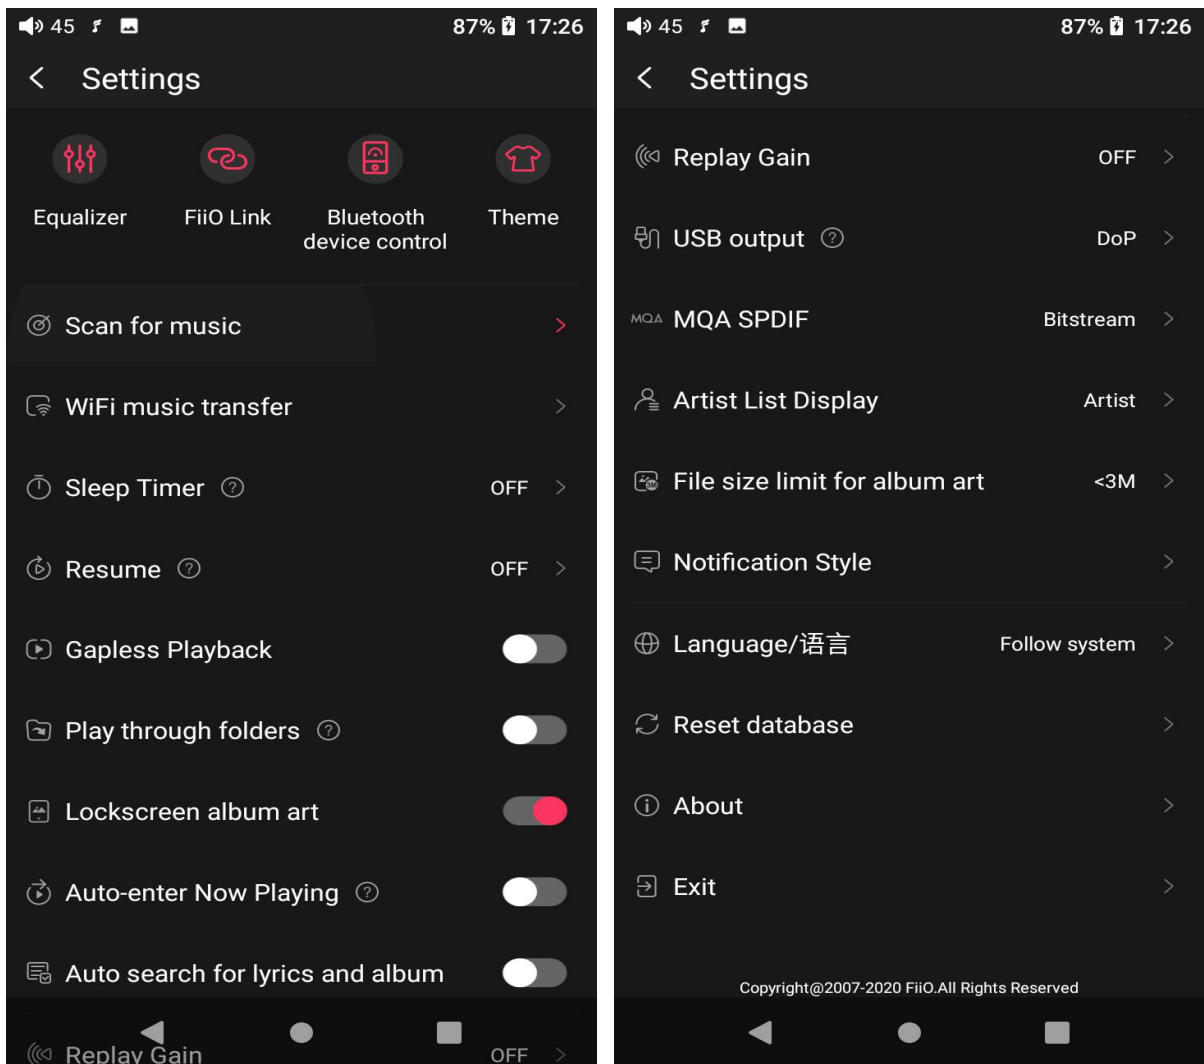 45
87% 17:26
Settings
Equalizer
FiiO Link
Bluetooth
device control
Theme
Scan for music
WiFi music transfer
Sleep Timer ? OFF
Resume ? OFF
Gapless Playback
Play through folders ?
Lockscreen album art
Auto-enter Now Playing ?
Auto search for lyrics and album
Replay Gain OFF
45
87% 17:26
Settings
Replay Gain OFF
USB output ? DoP
MQA MQA SPDIF Bitstream
Artist List Display Artist
File size limit for album art <3M
Notification Style
Language/语言 Follow system
Reset database
About
Exit
Copyright@2007-2020 FiiO.All Rights Reserved